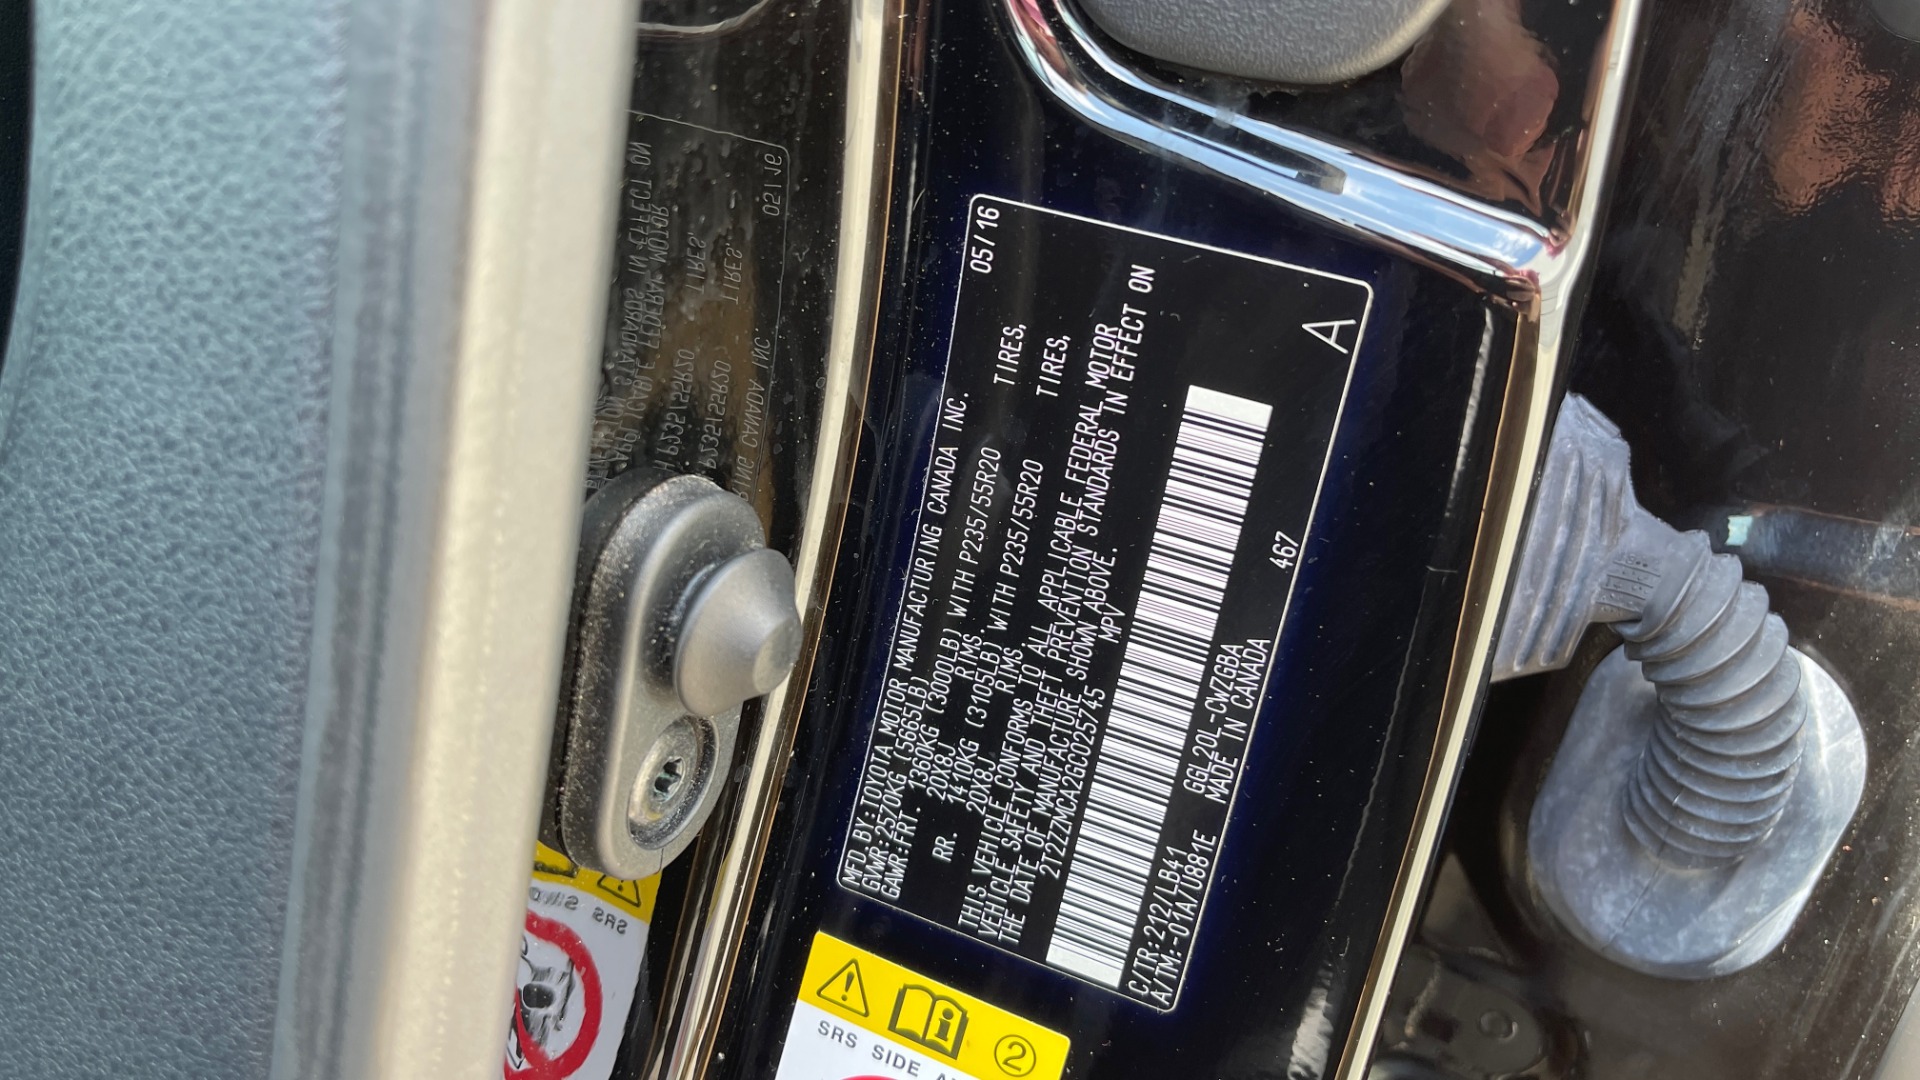 MFD BY:TOYOTA MOTOR MANUFACTURING CANADA INC. 05/16
GVWR:2570KG (5665LB)
GAWR:FRT. 1360KG (3000LB) WITH P235/55R20 TIRES,
20X8J RIMS.
RR. 1410KG (3105LB) WITH P235/55R20 TIRES,
20X8J. RIMS.
THIS VEHICLE CONFORMS TO ALL APPLICABLE FEDERAL MOTOR
VEHICLE SAFETY AND THEFT PREVENTION STANDARDS IN EFFECT ON
THE DATE OF MANUFACTURE SHOWN ABOVE.
2T2ZZMCA2GC025745 MPV
A
C/TR:212/LB41 GGL20L-CWZGBA 467
A/TM:-01A/U881E MADE IN CANADA
2
SRS SIDE